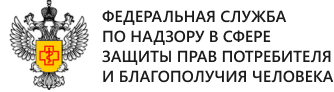 ФЕДЕРАЛЬНАЯ СЛУЖБА
ПО НАДЗОРУ В СФЕРЕ
ЗАЩИТЫ ПРАВ ПОТРЕБИТЕЛЯ
И БЛАГОПОЛУЧИЯ ЧЕЛОВЕКА